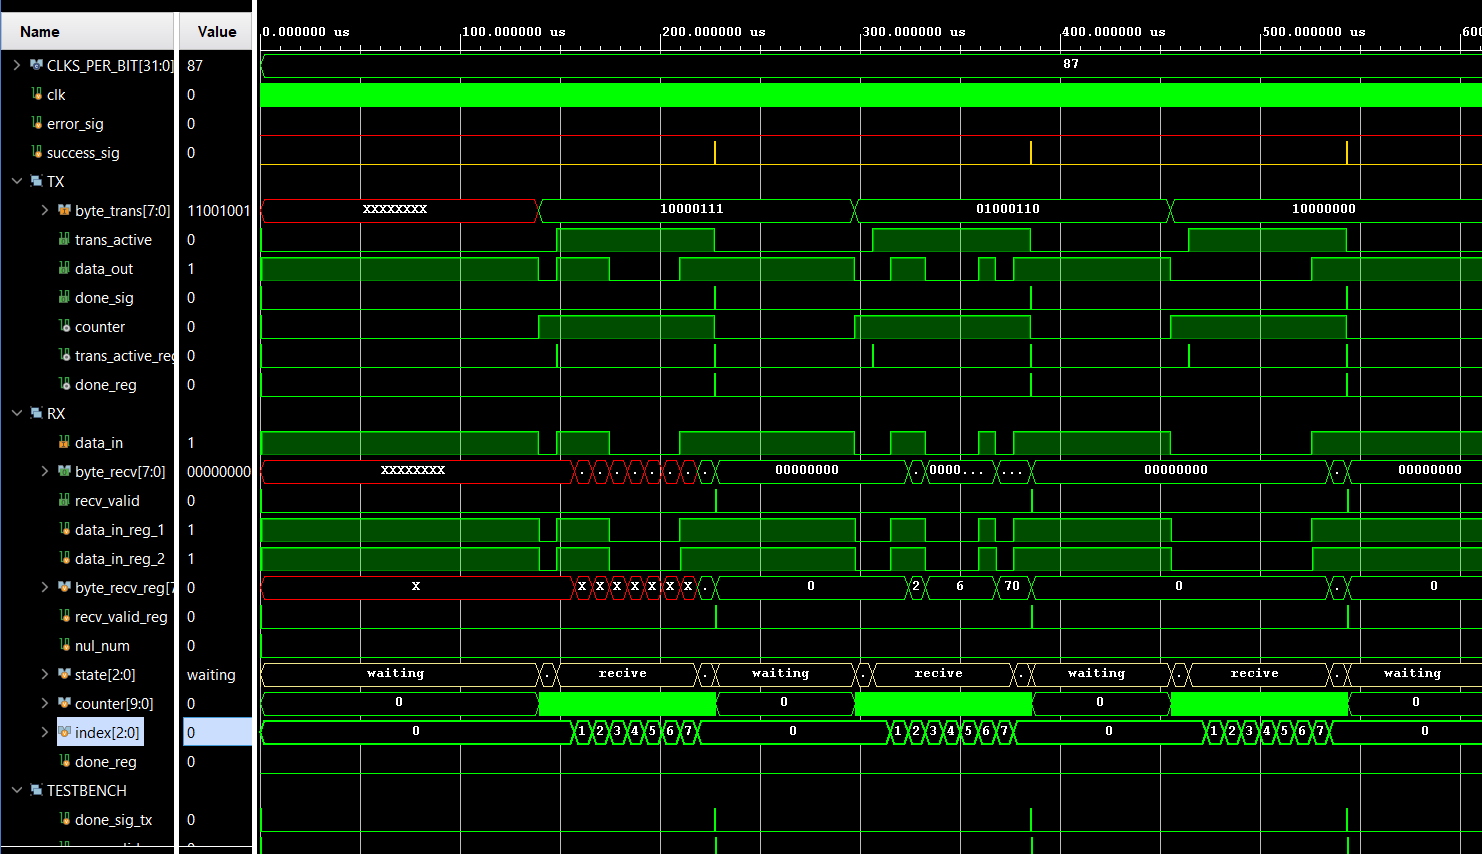 Name Value 0.000000 us 100.000000 us 200.000000 us 300.000000 us 400.000000 us 500.000000 us
CLKS_PER_BIT[31:0] 87 87
clk 0
error_sig 0
success_sig 0
TX
byte_trans[7:0] 11001001 XXXXXXXX 10000111 01000110 10000000
trans_active 0
data_out 1
done_sig 0
counter 0
trans_active_reg 0
done_reg 0
RX
data_in 1
byte_recv[7:0] 00000000 XXXXXXXX . . . . . . . . 00000000 . 0000... ... 00000000 . 00000000
recv_valid 0
data_in_reg_1 1
data_in_reg_2 1
byte_recv_reg[7 0 X X X X X X X X . 0 2 6 70 0 . 0
recv_valid_reg 0
nul_num 0
state[2:0] waiting waiting . recive . waiting . recive . waiting . recive . waiting
counter[9:0] 0 0 0 0 0
index[2:0] 0 0 1 2 3 4 5 6 7 0 1 2 3 4 5 6 7 0 1 2 3 4 5 6 7 0
done_reg 0
TESTBENCH
done_sig_tx 0